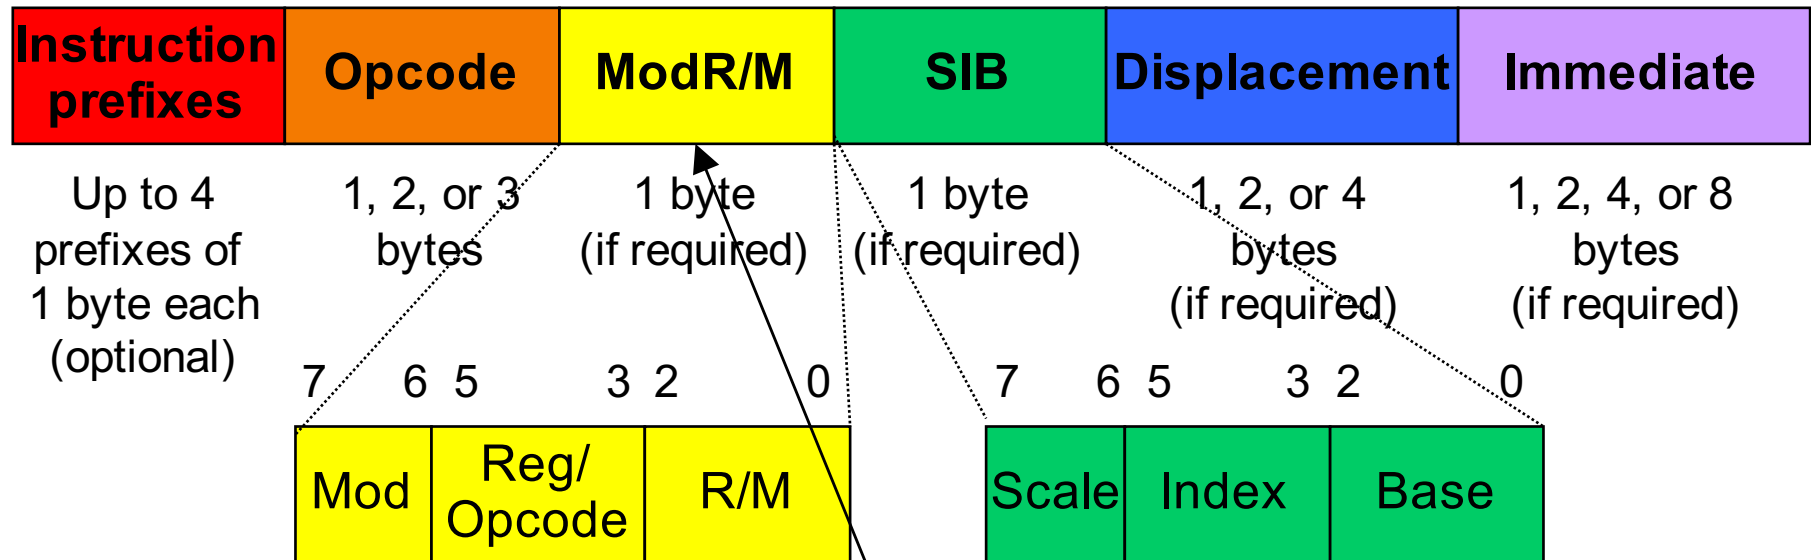 Instruction prefixes
Opcode
ModR/M
SIB
Displacement
Immediate
Up to 4
prefixes of
1 byte each
(optional)
1, 2, or 3
bytes
1 byte
(if required)
1 byte
(if required)
1, 2, or 4
bytes
(if required)
1, 2, 4, or 8
bytes
(if required)
7 6 5 3 2 0
Mod
Reg/
Opcode
R/M
7 6 5 3 2 0
Scale
Index
Base